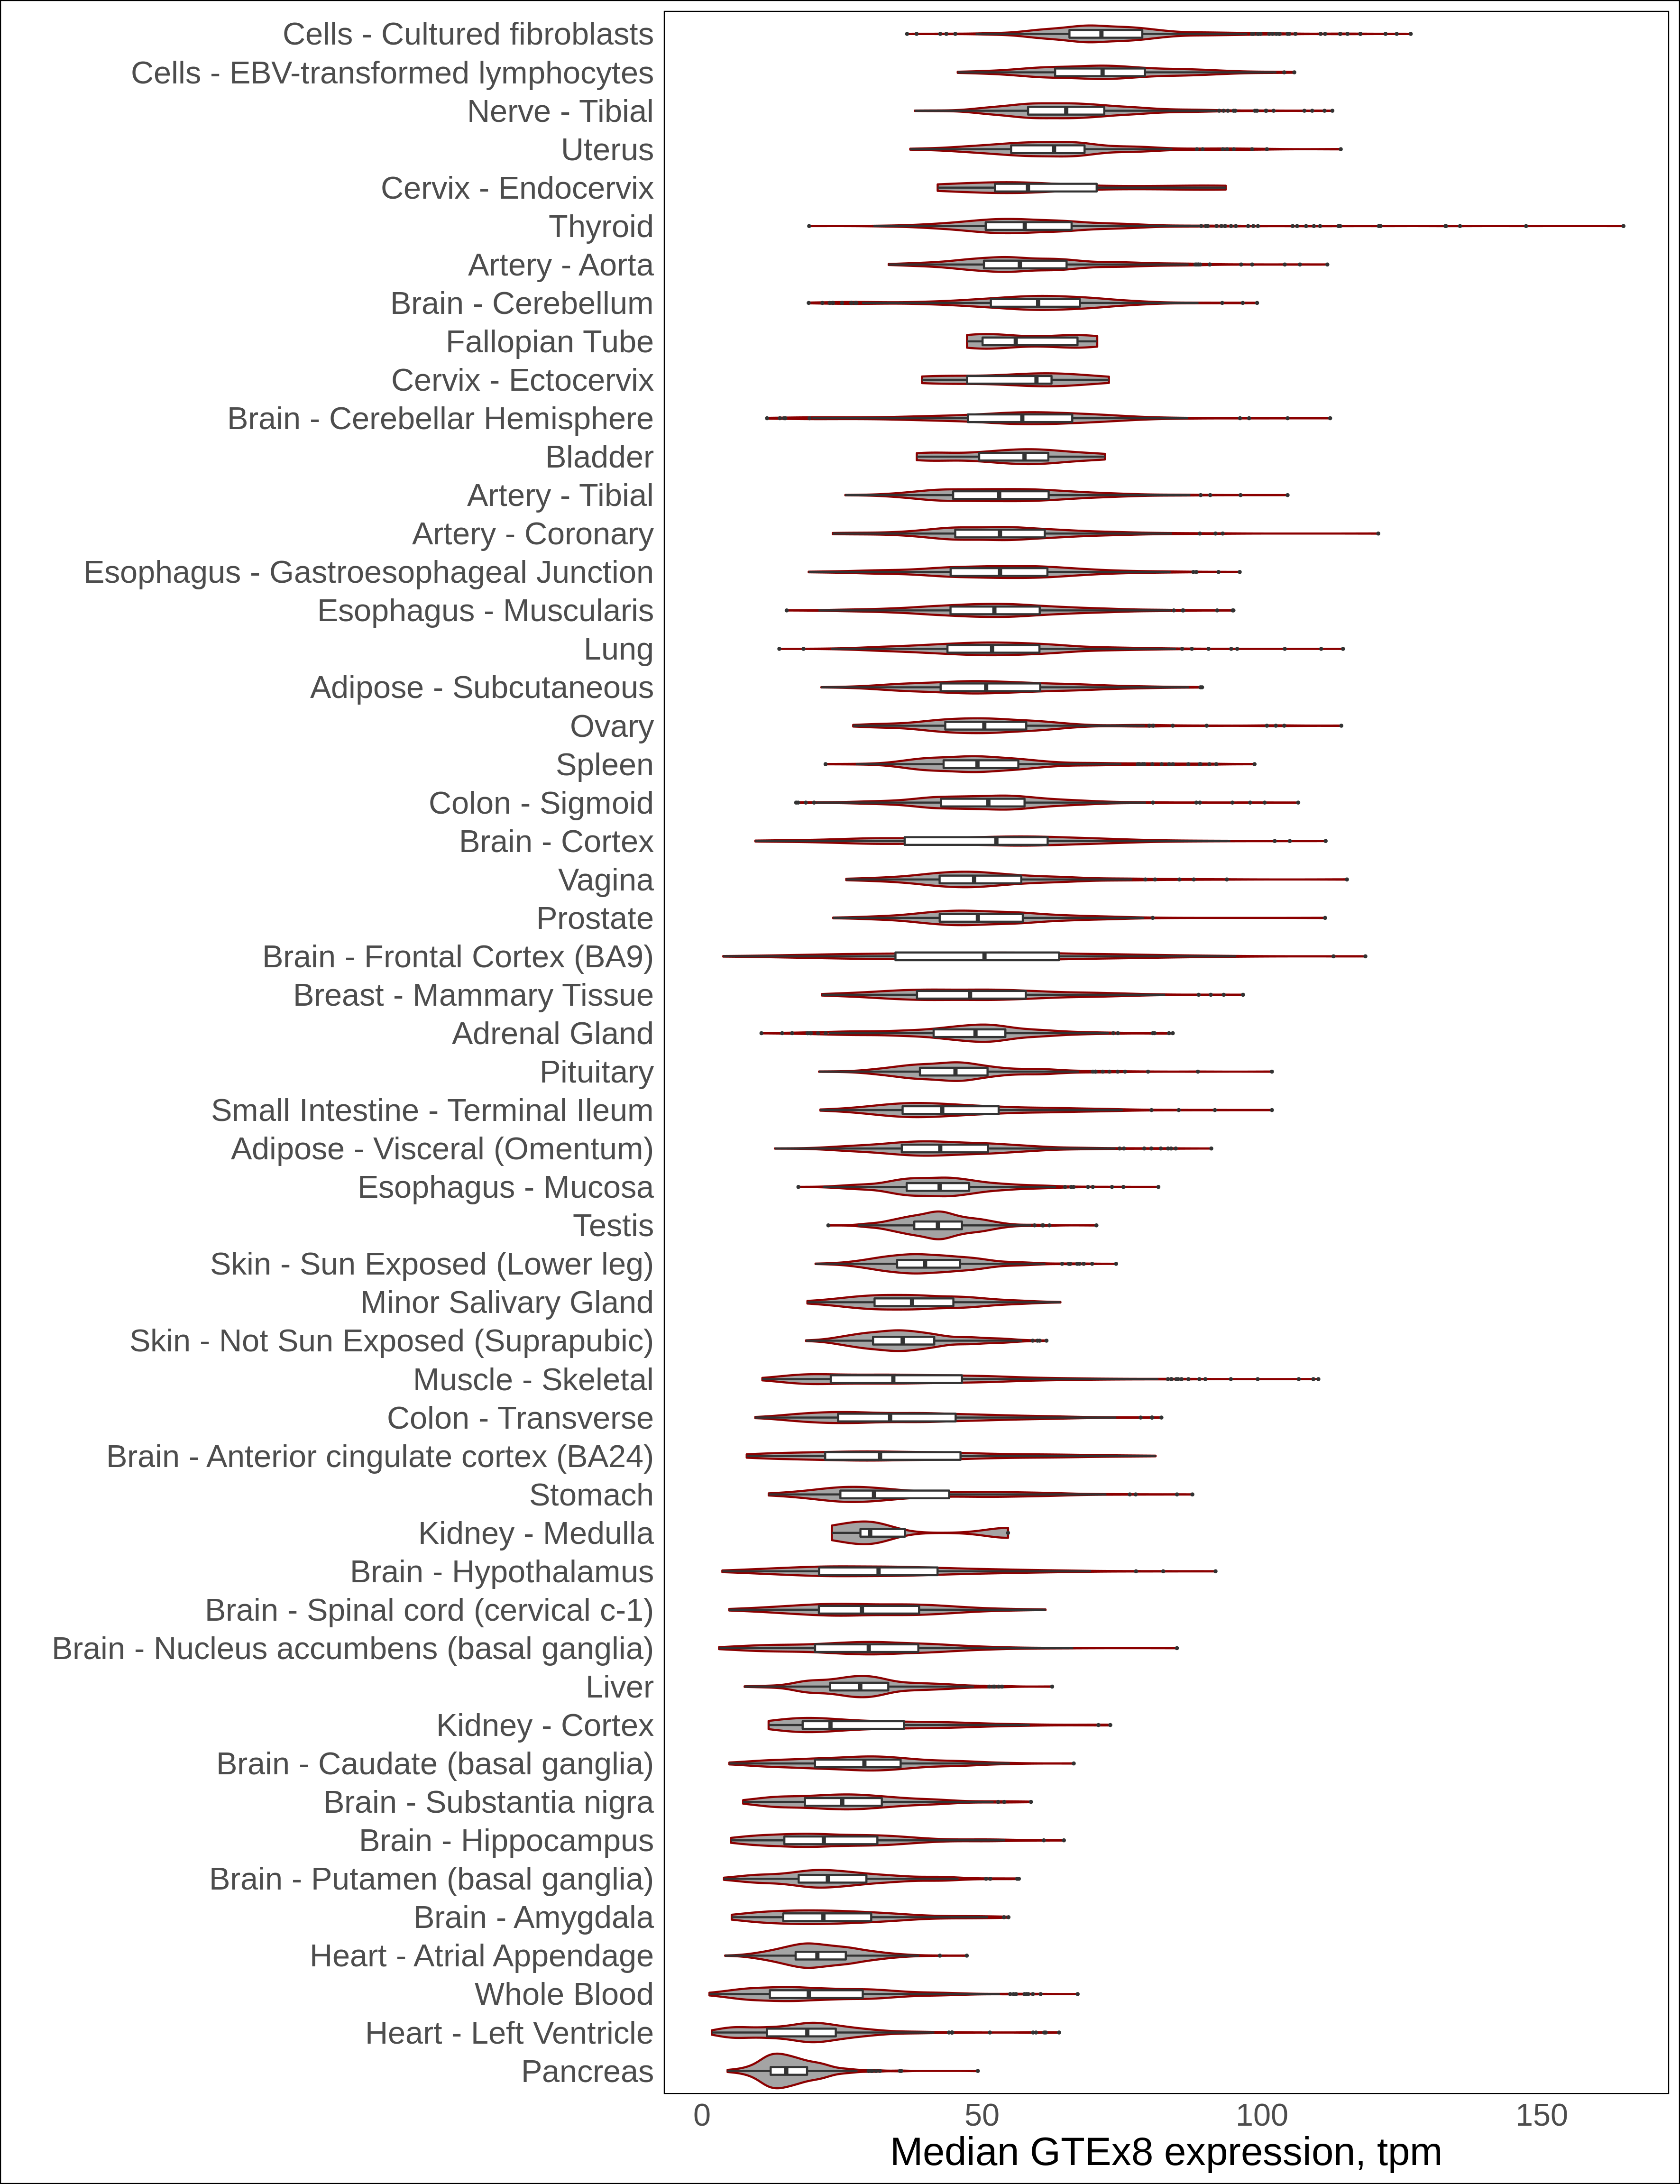 Cells - Cultured fibroblasts
Cells - EBV-transformed lymphocytes
Nerve - Tibial
Uterus
Cervix - Endocervix
Thyroid
Artery - Aorta
Brain - Cerebellum
Fallopian Tube
Cervix - Ectocervix
Brain - Cerebellar Hemisphere
Bladder
Artery - Tibial
Artery - Coronary
Esophagus - Gastroesophageal Junction
Esophagus - Muscularis
Lung
Adipose - Subcutaneous
Ovary
Spleen
Colon - Sigmoid
Brain - Cortex
Vagina
Prostate
Brain - Frontal Cortex (BA9)
Breast - Mammary Tissue
Adrenal Gland
Pituitary
Small Intestine - Terminal Ileum
Adipose - Visceral (Omentum)
Esophagus - Mucosa
Testis
Skin - Sun Exposed (Lower leg)
Minor Salivary Gland
Skin - Not Sun Exposed (Suprapubic)
Muscle - Skeletal
Colon - Transverse
Brain - Anterior cingulate cortex (BA24)
Stomach
Kidney - Medulla
Brain - Hypothalamus
Brain - Spinal cord (cervical c-1)
Brain - Nucleus accumbens (basal ganglia)
Liver
Kidney - Cortex
Brain - Caudate (basal ganglia)
Brain - Substantia nigra
Brain - Hippocampus
Brain - Putamen (basal ganglia)
Brain - Amygdala
Heart - Atrial Appendage
Whole Blood
Heart - Left Ventricle
Pancreas
0 50 100 150
Median GTEx8 expression, tpm